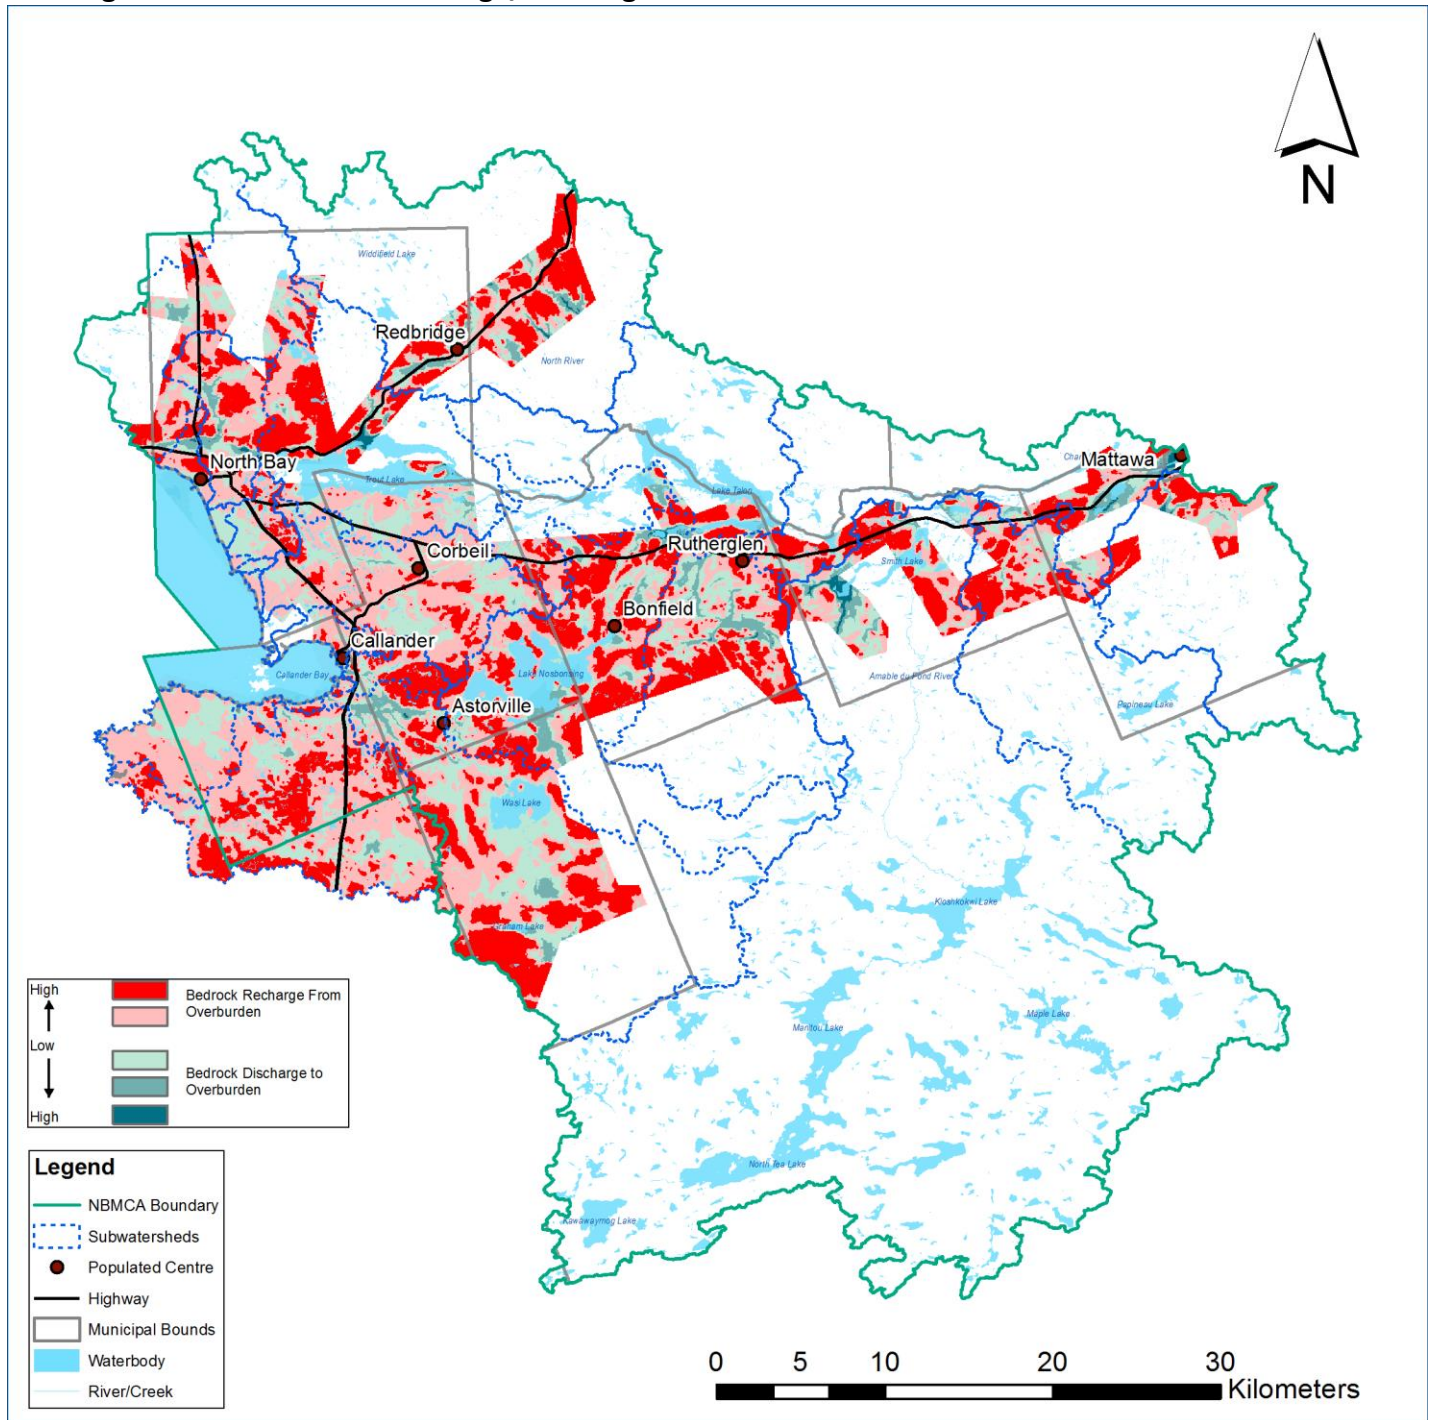 N
Widdifield Lake
Redbridge
North River
North Bay
Trout Lake
Mattawa
Lake Talon
Corbeil
Rutherglen
Smith Lake
Bonfield
Callander
Callander Bay
Lake Nosbonsing
Amable du Fond River
Astorville
Papineau Lake
Wasi Lake
Kioshkokwi Lake
Graham Lake
Manitou Lake
Maple Lake
North Tea Lake
Kawawaymog Lake
High
Low
High
Bedrock Recharge From
Overburden
Bedrock Discharge to
Overburden
Legend
NBMCA Boundary
Subwatersheds
Populated Centre
Highway
Municipal Bounds
Waterbody
River/Creek
0 5 10 20 30
Kilometers